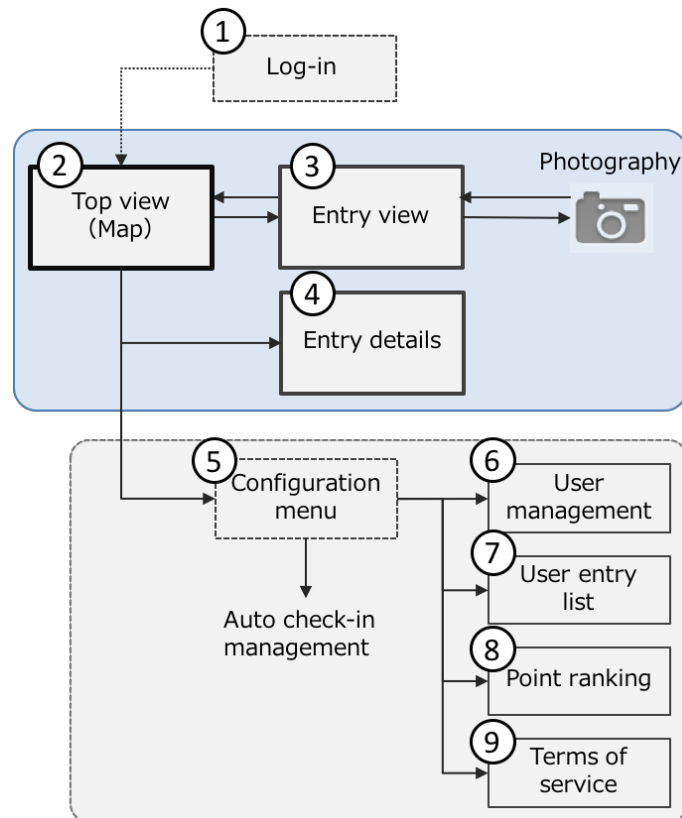 1
Log-in
2
Top view
(Map)
3
Entry view
Photography
4
Entry details
5
Configuration
menu
Auto check-in
management
6
User
management
7
User entry
list
8
Point ranking
9
Terms of
service